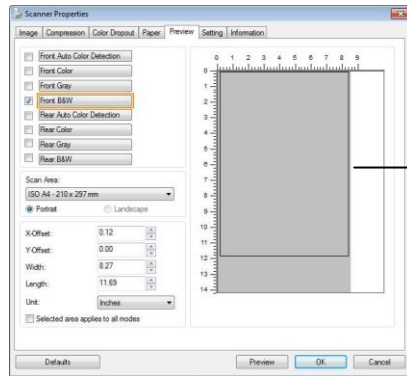 Scanner Properties
Image Compression Color Dropout Paper Preview Setting Information
Front Auto Color Detection
Front Color
Front Gray
Front B&W
Rear Auto Color Detection
Rear Color
Rear Gray
Rear B&W
Scan Area:
ISO A4 - 210 x 297 mm
Portrait Landscape
X-Offset: 0.12
Y-Offset: 0.00
Width: 8.27
Length: 11.69
Unit: Inches
Selected area applies to all modes
0 1 2 3 4 5 6 7 8 9
0
1
2
3
4
5
6
7
8
9
10
11
12
13
14
Defaults Preview OK Cancel